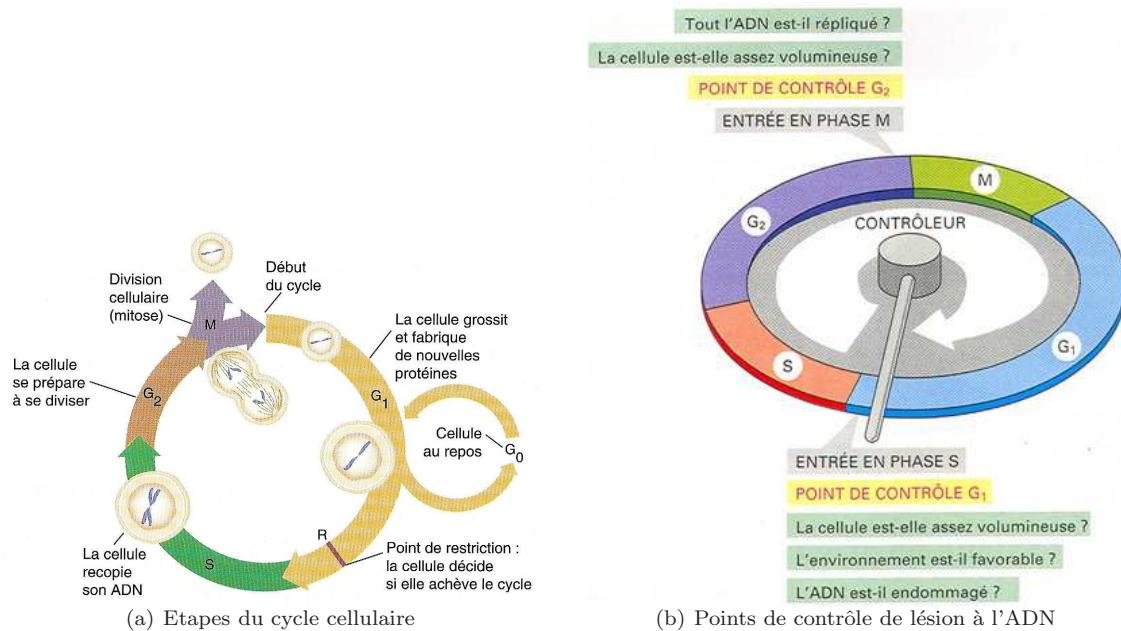 Division
cellulaire
(mitose)
Début
du cycle
M
La cellule grossit
et fabrique
de nouvelles
protéines
La cellule
se prépare
à se diviser
G₂
G₁
Cellule
au repos
G₀
R
Point de restriction :
la cellule décide
si elle achève le cycle
S
La cellule
recopie
son ADN
(a) Etapes du cycle cellulaire
Tout l'ADN est-il répliqué ?
La cellule est-elle assez volumineuse ?
POINT DE CONTRÔLE G₂
ENTRÉE EN PHASE M
M
G₂
CONTRÔLEUR
G₁
S
ENTRÉE EN PHASE S
POINT DE CONTRÔLE G₁
La cellule est-elle assez volumineuse ?
L'environnement est-il favorable ?
L'ADN est-il endommagé ?
(b) Points de contrôle de lésion à l'ADN